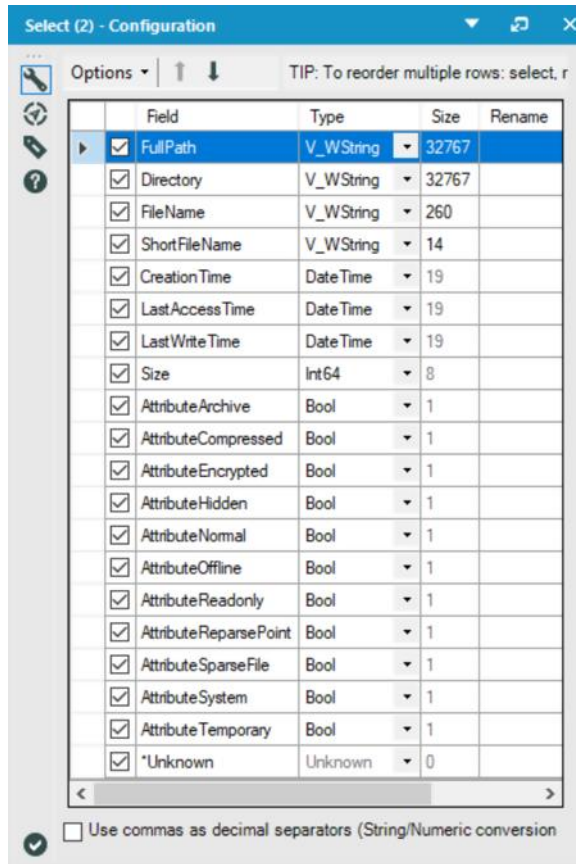 Select (2) - Configuration
Options TIP: To reorder multiple rows: select, r
Field Type Size Rename
FullPath V_WString 32767
Directory V_WString 32767
FileName V_WString 260
ShortFileName V_WString 14
CreationTime DateTime 19
LastAccessTime DateTime 19
LastWriteTime DateTime 19
Size Int64 8
AttributeArchive Bool 1
AttributeCompressed Bool 1
AttributeEncrypted Bool 1
AttributeHidden Bool 1
AttributeNormal Bool 1
AttributeOffline Bool 1
AttributeReadonly Bool 1
AttributeReparsePoint Bool 1
AttributeSparseFile Bool 1
AttributeSystem Bool 1
AttributeTemporary Bool 1
*Unknown Unknown 0
Use commas as decimal separators (String/Numeric conversion